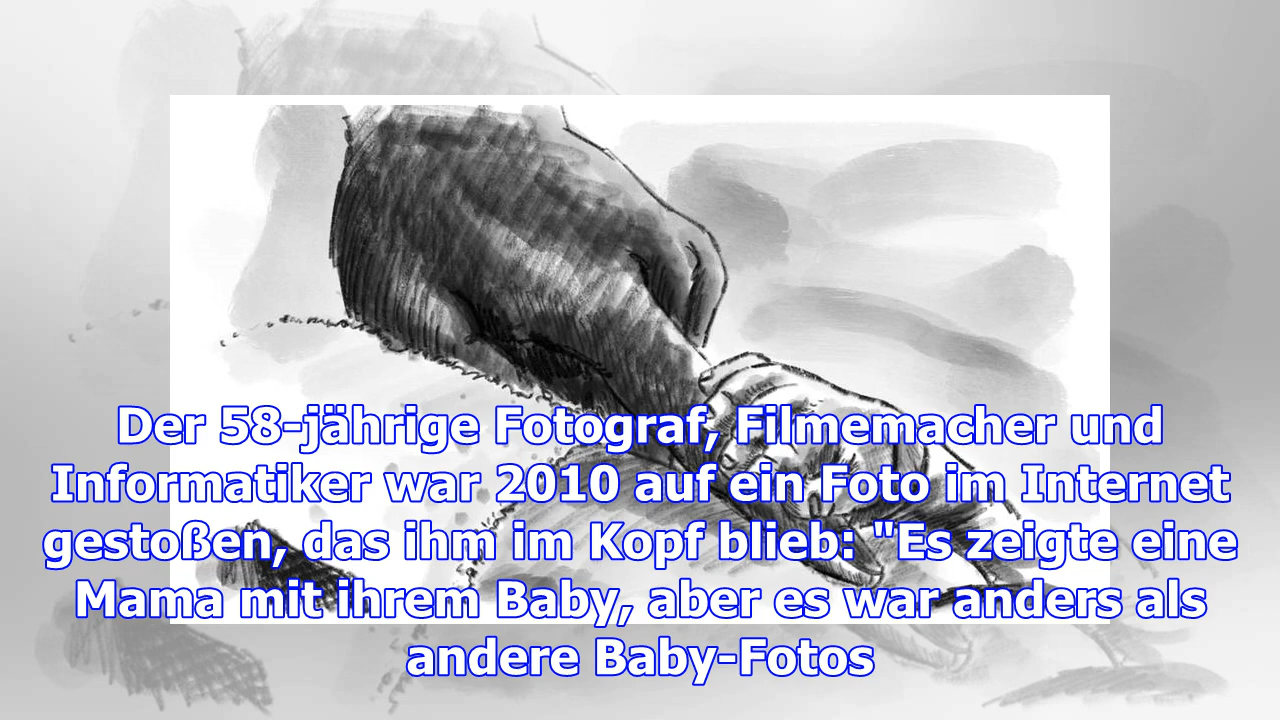 Der 58-jährige Fotograf, Filmemacher und
Informatiker war 2010 auf ein Foto im Internet
gestoßen, das ihm im Kopf blieb: "Es zeigte eine
Mama mit ihrem Baby, aber es war anders als
andere Baby-Fotos